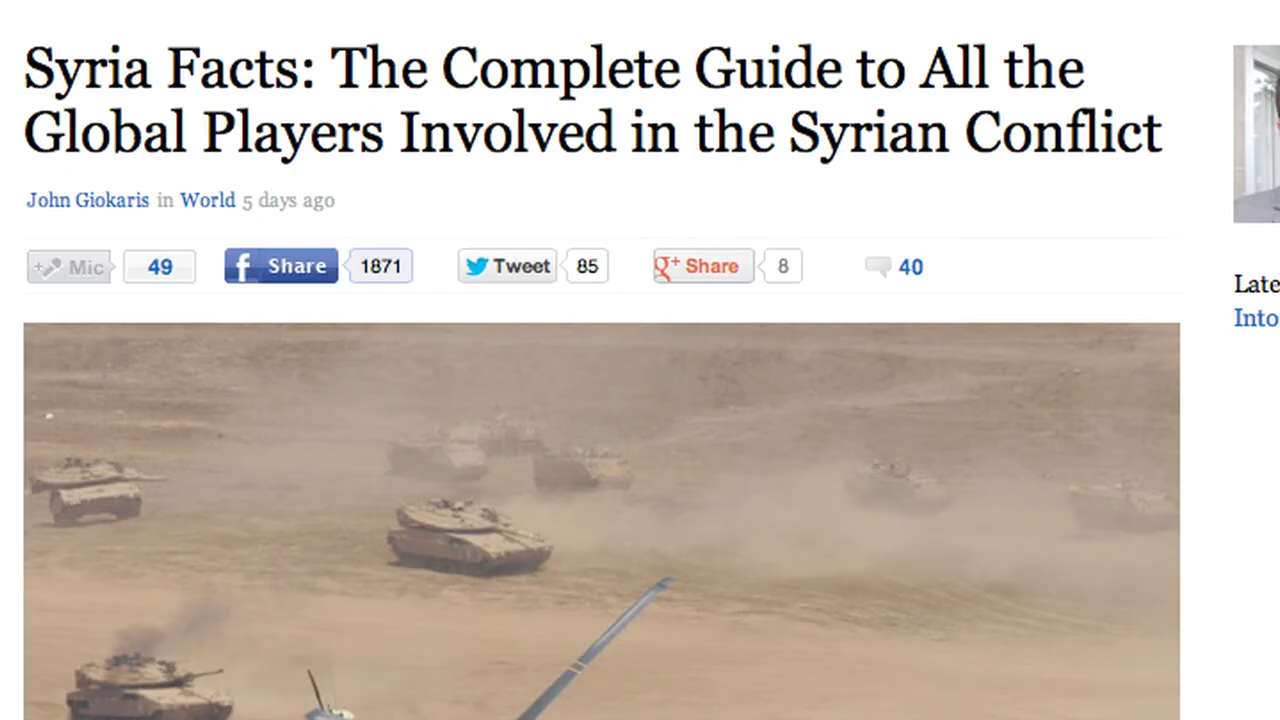 Syria Facts: The Complete Guide to All the
Global Players Involved in the Syrian Conflict
John Giokaris in World 5 days ago
+ Mic 49 f Share 1871 Tweet 85 g+ Share 8 40
Late
Into